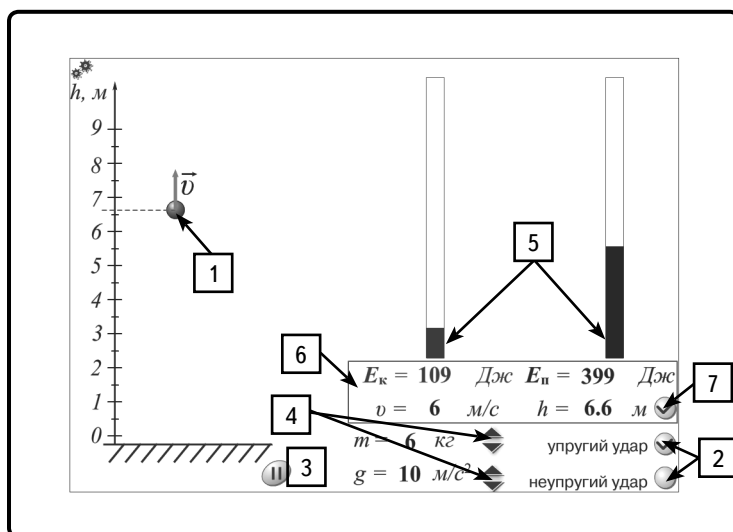 h, м
9
8
7
6
5
4
3
2
1
0
υ
1
5
6
7
4
3
2
Eк = 109 Дж Eп = 399 Дж
υ = 6 м/с h = 6.6 м
m = 6 кг упругий удар
g = 10 м/с² неупругий удар